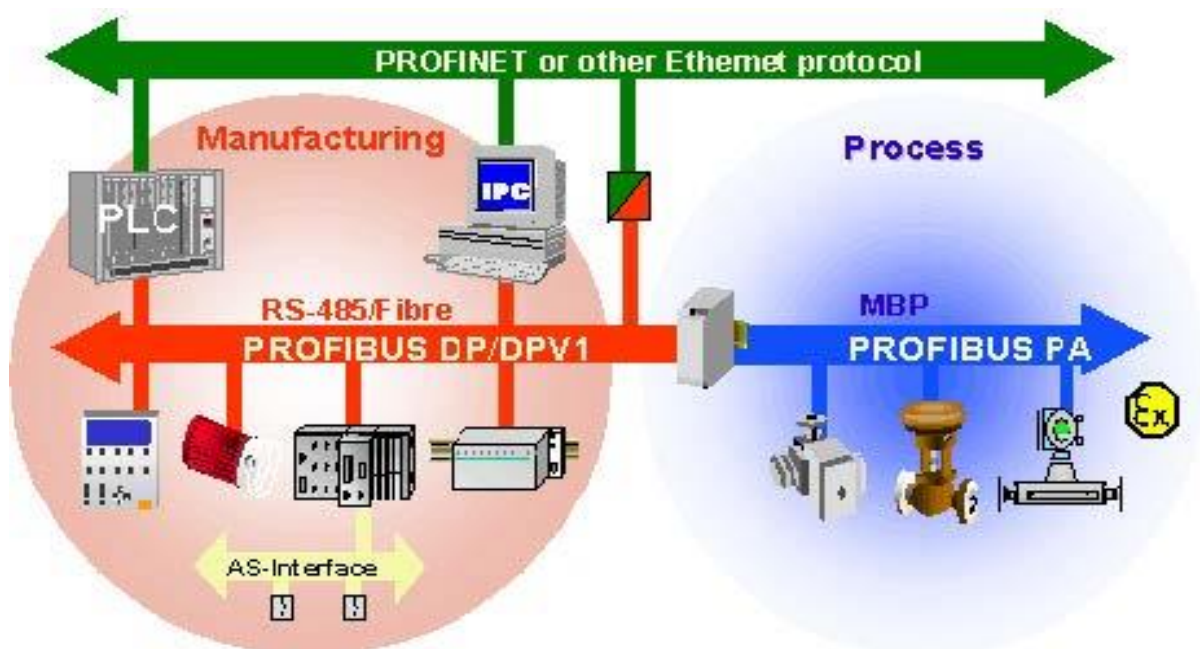 PROFINET or other Ethernet protocol
Manufacturing
Process
PLC
IPC
RS-485/Fibre
MBP
PROFIBUS DP/DPV1
PROFIBUS PA
Ex
AS-Interface